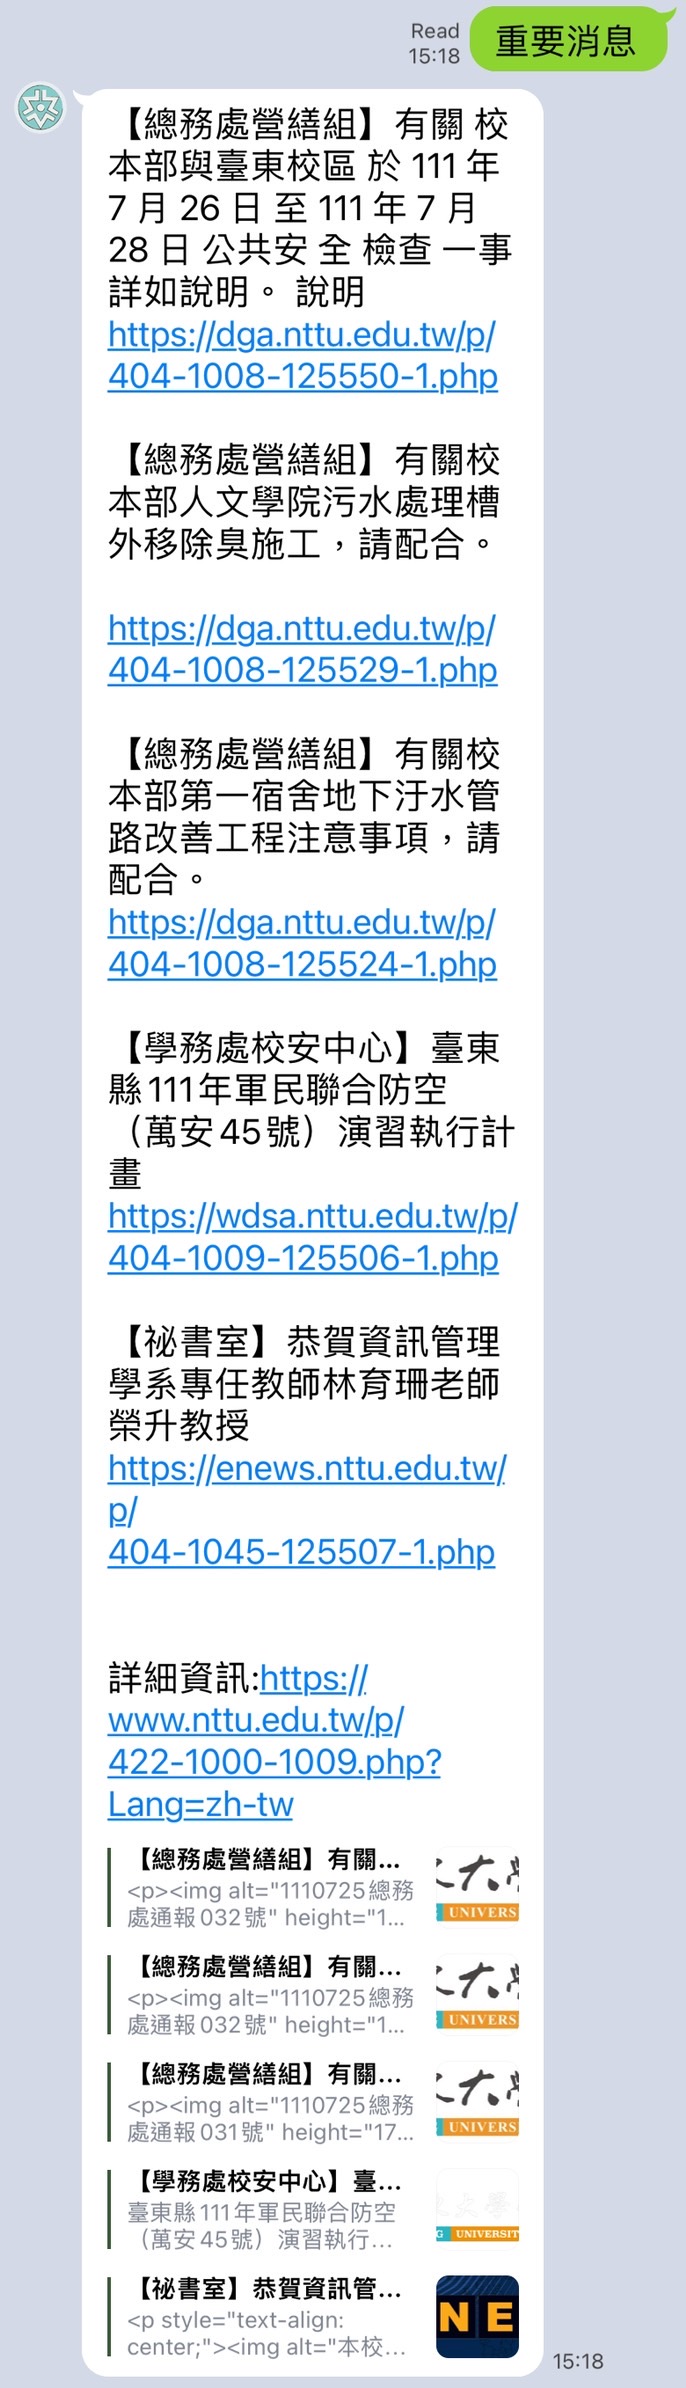 Read
15:18
重要消息
【總務處營繕組】有關 校
本部與臺東校區 於 111 年
7 月 26 日 至 111 年 7 月
28 日 公共安 全 檢查 一事
詳如說明。 說明
https://dga.nttu.edu.tw/p/
404-1008-125550-1.php
【總務處營繕組】有關校
本部人文學院污水處理槽
外移除臭施工，請配合。
https://dga.nttu.edu.tw/p/
404-1008-125529-1.php
【總務處營繕組】有關校
本部第一宿舍地下汙水管
路改善工程注意事項，請
配合。
https://dga.nttu.edu.tw/p/
404-1008-125524-1.php
【學務處校安中心】臺東
縣111年軍民聯合防空
（萬安45號）演習執行計
畫
https://wdsa.nttu.edu.tw/p/
404-1009-125506-1.php
【祕書室】恭賀資訊管理
學系專任教師林育珊老師
榮升教授
https://enews.nttu.edu.tw/
p/
404-1045-125507-1.php
詳細資訊:https://
www.nttu.edu.tw/p/
422-1000-1009.php?
Lang=zh-tw
【總務處營繕組】有關...
<p><img alt="1110725總務
處通報032號" height="1...
大學
UNIVERS
【總務處營繕組】有關...
<p><img alt="1110725總務
處通報032號" height="1...
大學
UNIVERS
【總務處營繕組】有關...
<p><img alt="1110725總務
處通報031號" height="17...
大學
UNIVERS
【學務處校安中心】臺...
臺東縣111年軍民聯合防空
（萬安45號）演習執行...
大學
G UNIVERSIT
【祕書室】恭賀資訊管...
<p style="text-align:
center;"><img alt="本校...
NE
15:18